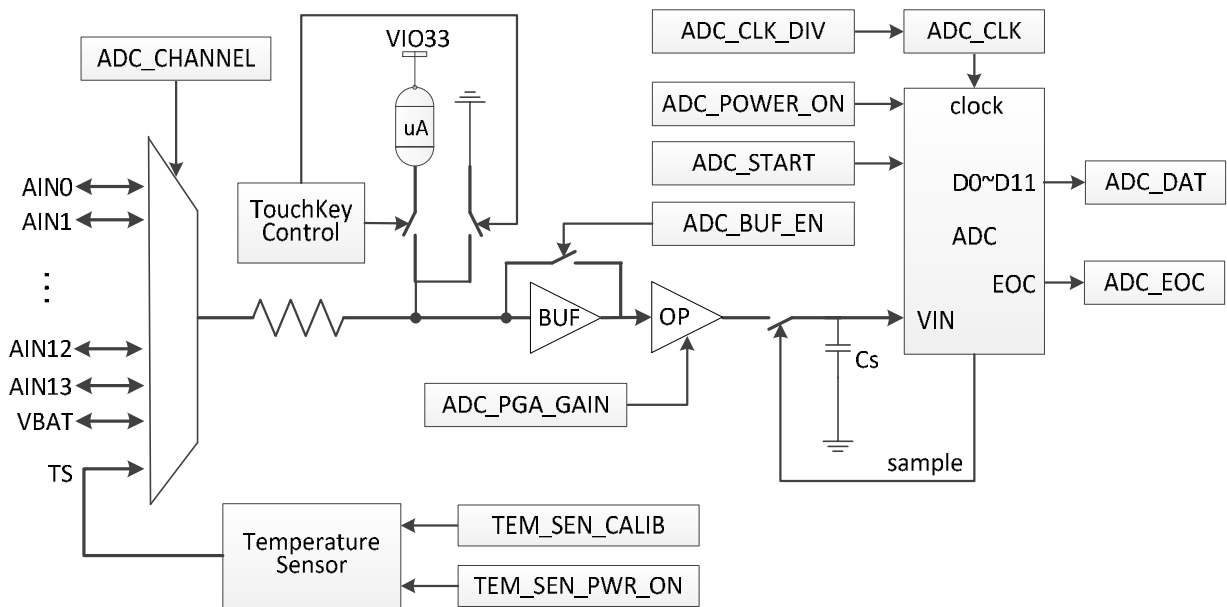 ADC_CHANNEL
VIO33
uA
ADC_CLK_DIV
ADC_CLK
ADC_POWER_ON
clock
ADC_START
D0~D11
ADC_DAT
AIN0
AIN1
⋮
TouchKey
Control
ADC_BUF_EN
ADC
EOC
ADC_EOC
BUF
OP
VIN
AIN12
AIN13
VBAT
TS
Cs
ADC_PGA_GAIN
sample
Temperature
Sensor
TEM_SEN_CALIB
TEM_SEN_PWR_ON